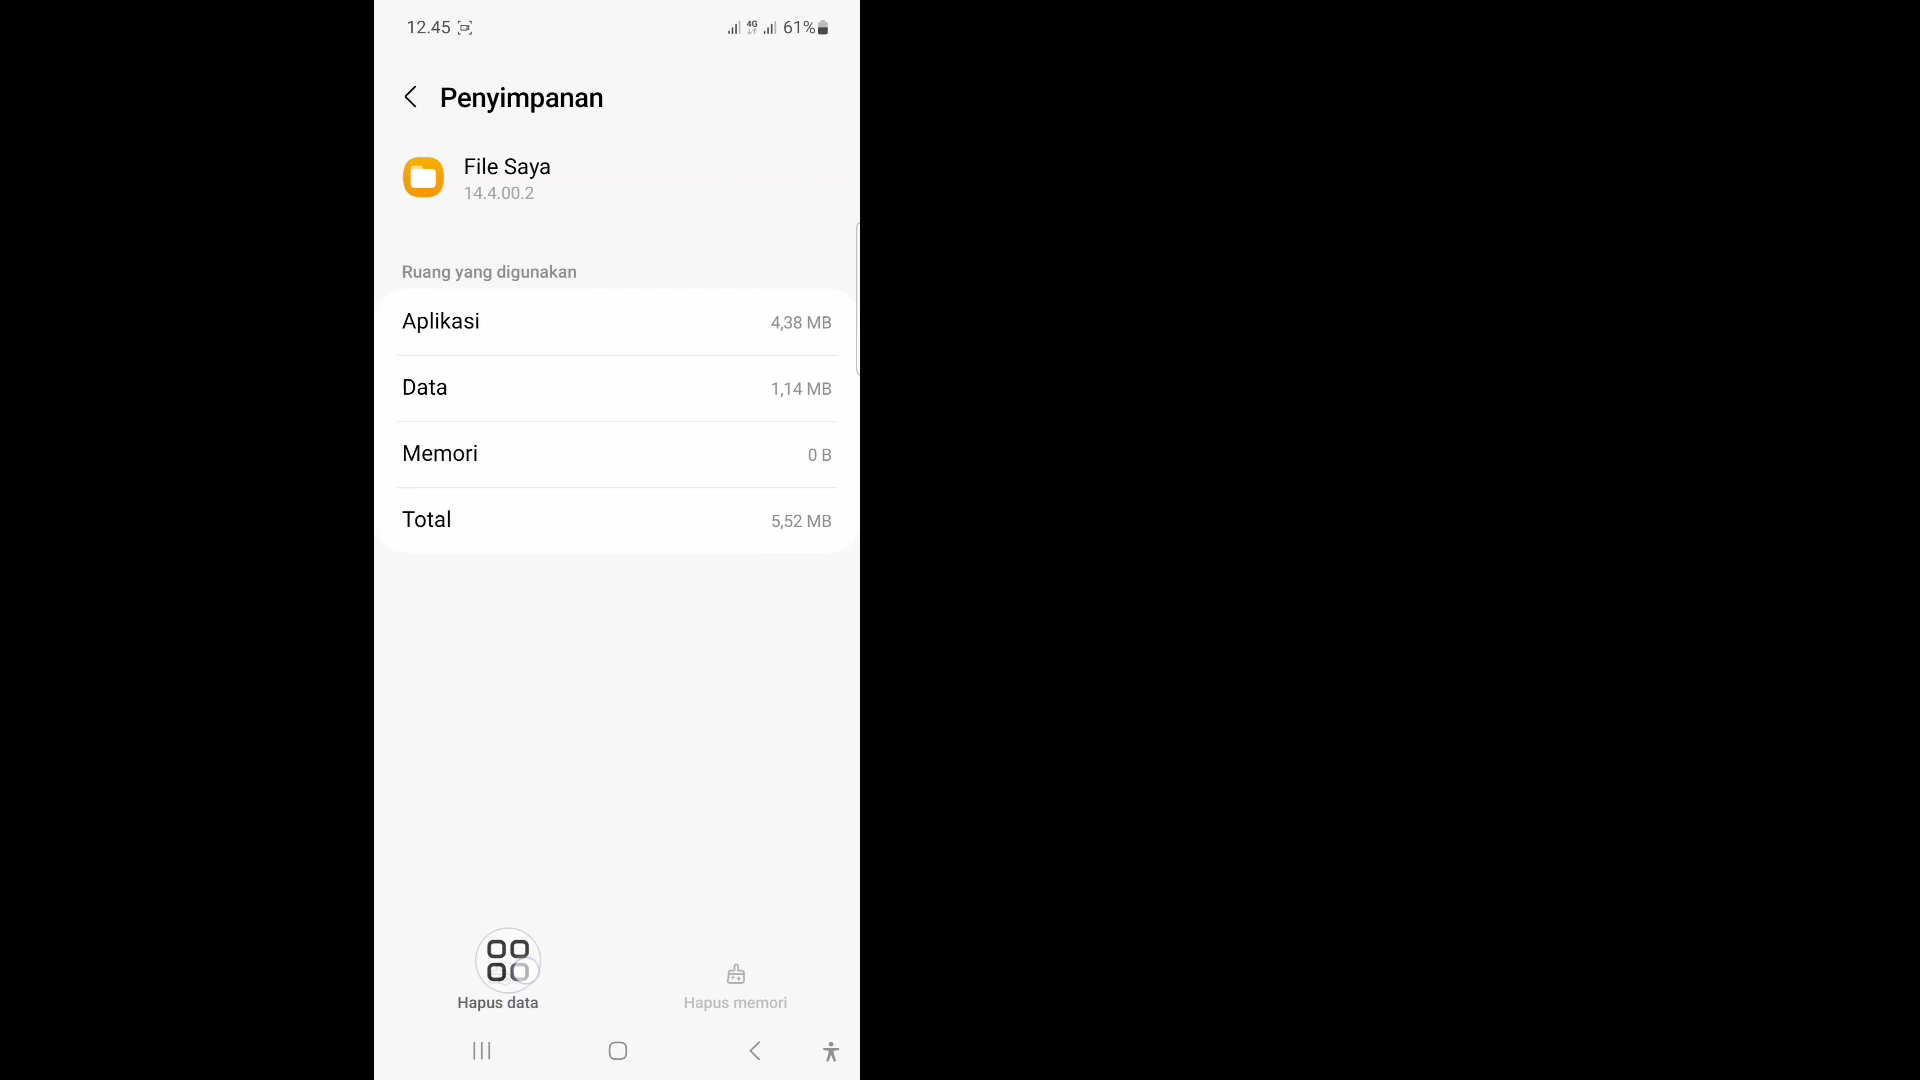 12.45
4G
61%
Penyimpanan
File Saya
14.4.00.2
Ruang yang digunakan
Aplikasi 4,38 MB
Data 1,14 MB
Memori 0 B
Total 5,52 MB
Hapus data
Hapus memori